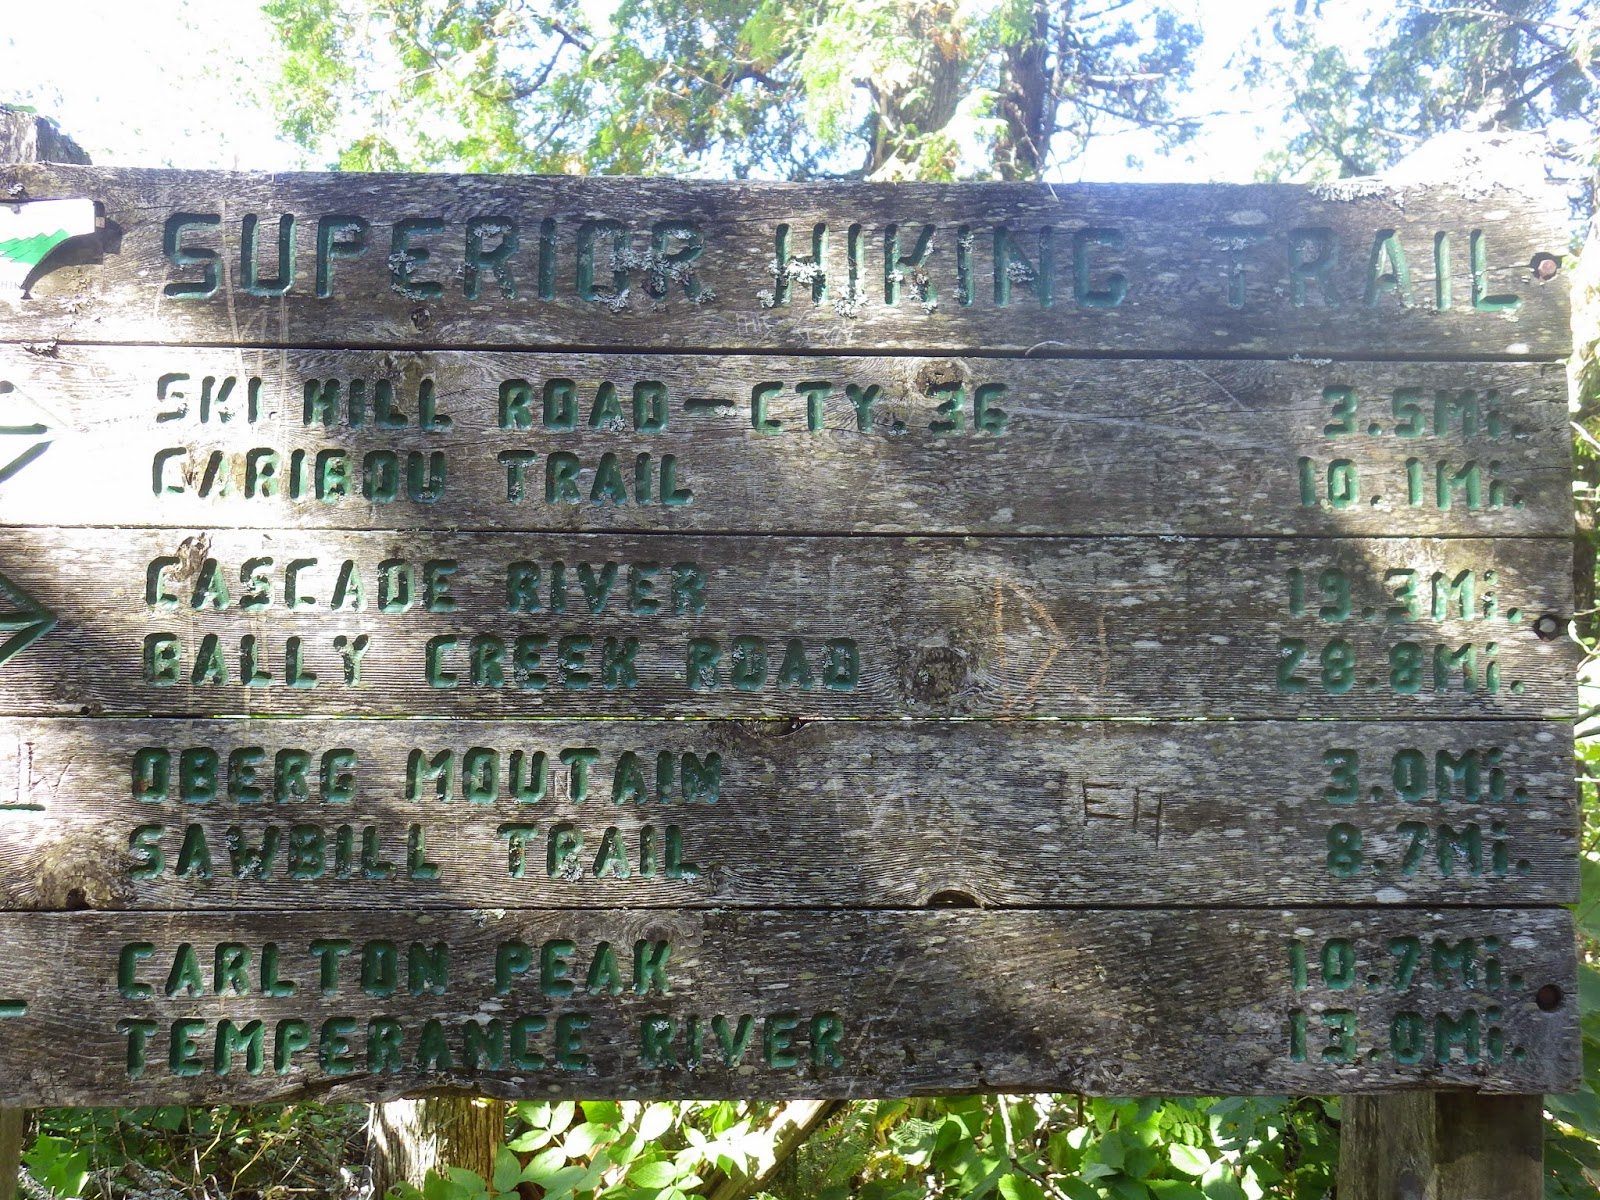 SUPERIOR HIKING TRAIL
SKI HILL ROAD-CTY.36 3.5Mi.
CARIBOU TRAIL 10.1Mi.
CASCADE RIVER 19.3Mi.
BALLY CREEK ROAD 28.8Mi.
OBERG MOUTAIN 3.0Mi.
EH
SAWBILL TRAIL 8.7Mi.
CARLTON PEAK 10.7Mi.
TEMPERANCE RIVER 13.0Mi.